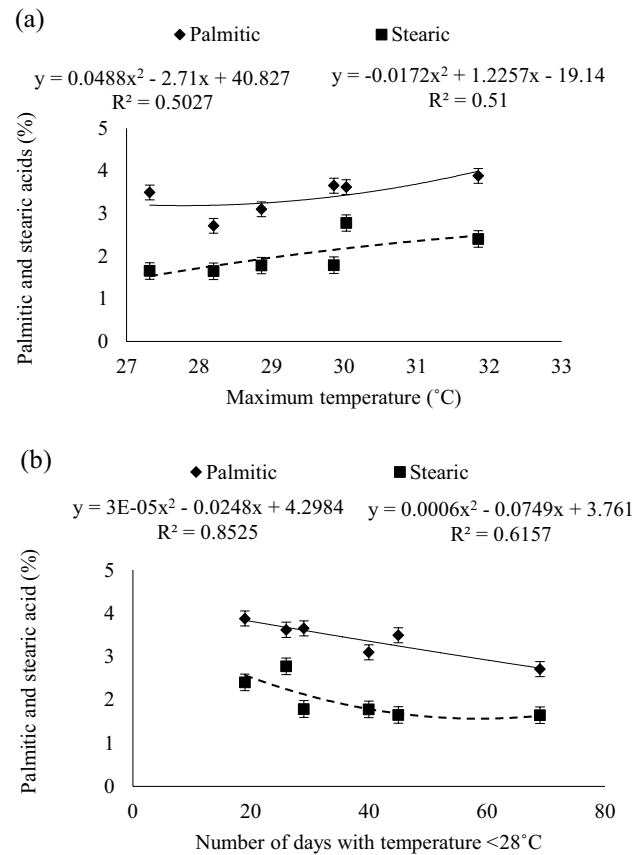 (a)
◆ Palmitic ■ Stearic
y = 0.0488x² - 2.71x + 40.827 y = -0.0172x² + 1.2257x - 19.14
R² = 0.5027 R² = 0.51
Palmitic and stearic acids (%)
5
4
3
2
1
0
27 28 29 30 31 32 33
Maximum temperature (˚C)
(b)
◆ Palmitic ■ Stearic
y = 3E-05x² - 0.0248x + 4.2984 y = 0.0006x² - 0.0749x + 3.761
R² = 0.8525 R² = 0.6157
Palmitic and stearic acid (%)
5
4
3
2
1
0
0 20 40 60 80
Number of days with temperature <28˚C